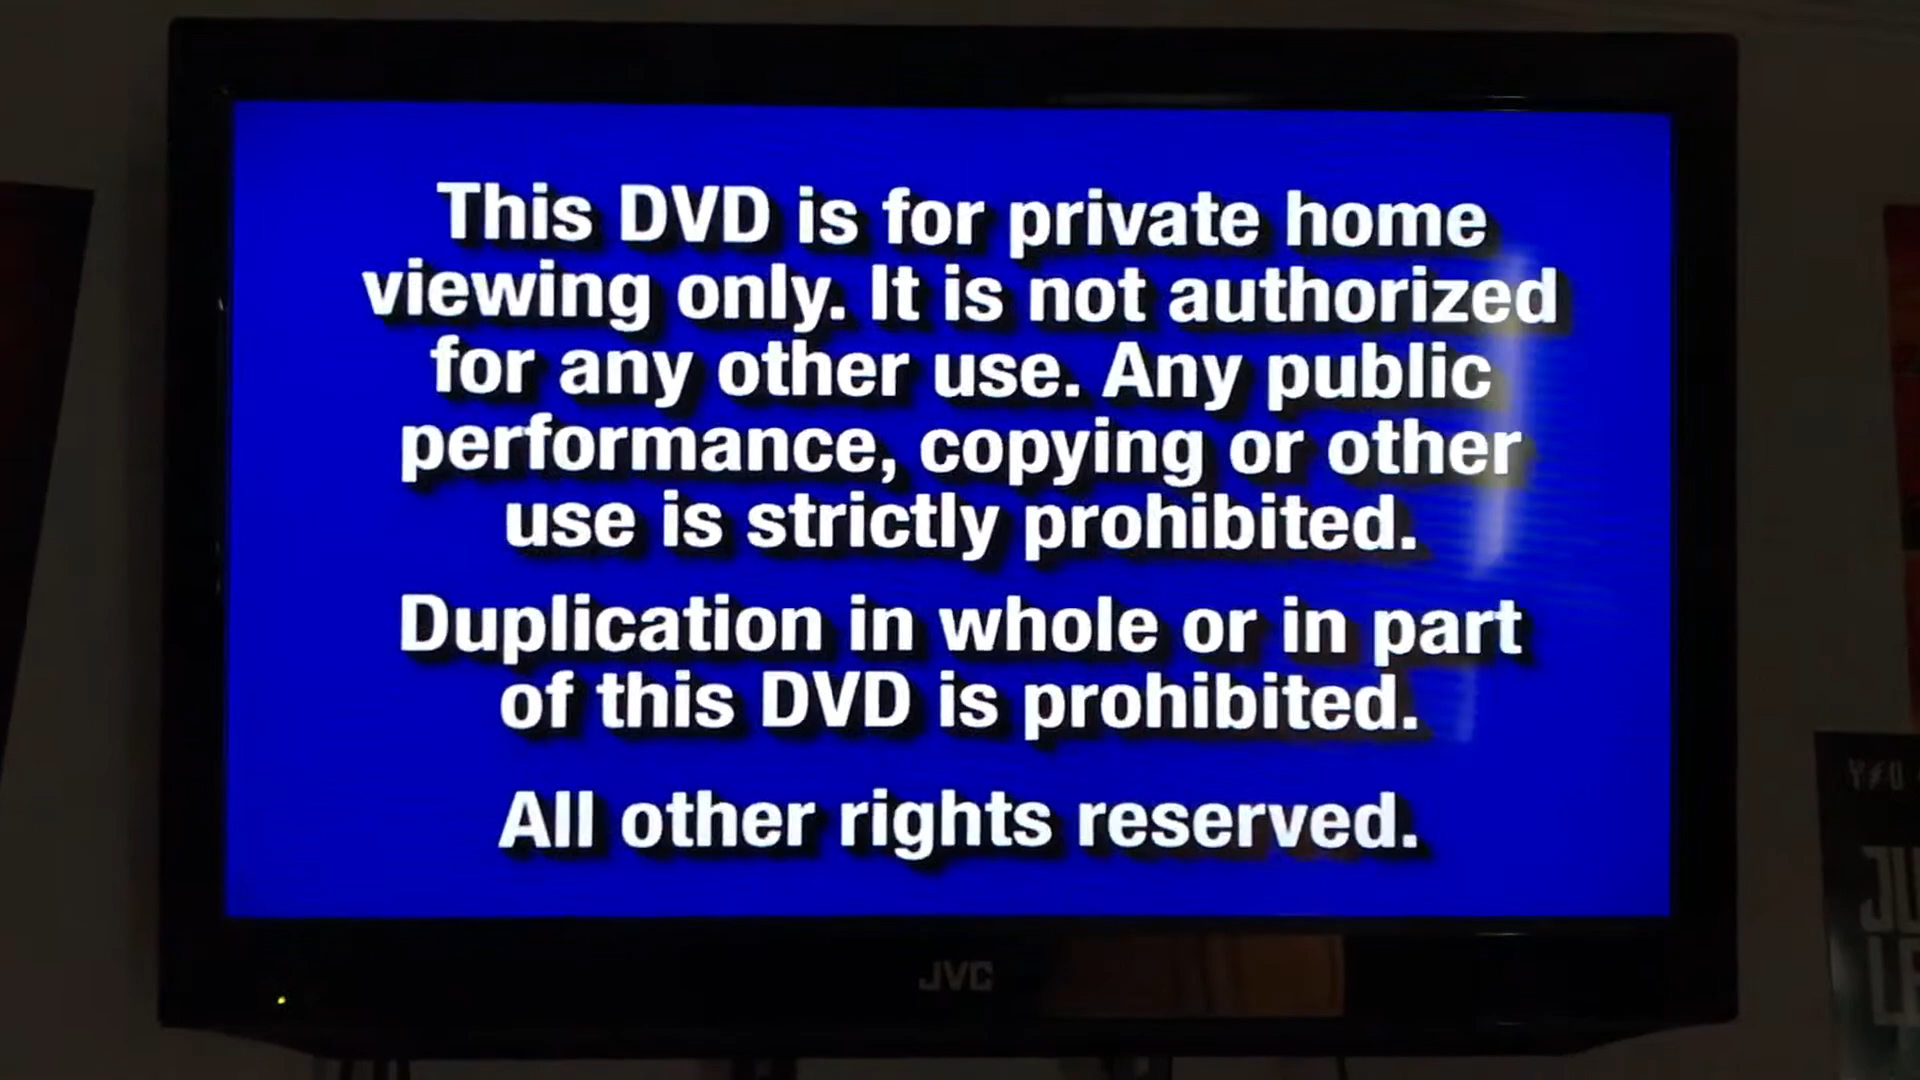 This DVD is for private home
viewing only. It is not authorized
for any other use. Any public
performance, copying or other
use is strictly prohibited.
Duplication in whole or in part
of this DVD is prohibited.
All other rights reserved.
JVC
YOU